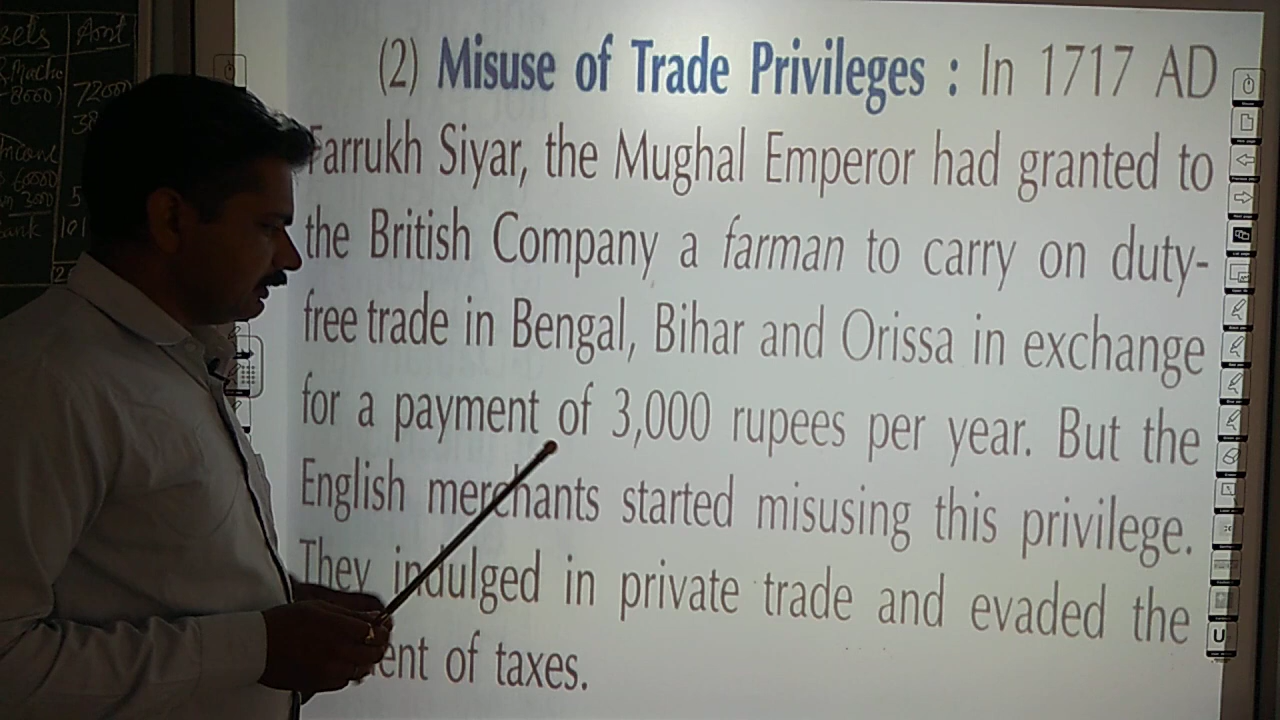 sets Amt
72000
(2) Misuse of Trade Privileges : In 1717 AD
Farrukh Siyar, the Mughal Emperor had granted to
the British Company a farman to carry on duty-
free trade in Bengal, Bihar and Orissa in exchange
for a payment of 3,000 rupees per year. But the
English merchants started misusing this privilege.
They indulged in private trade and evaded the
ent of taxes.
U